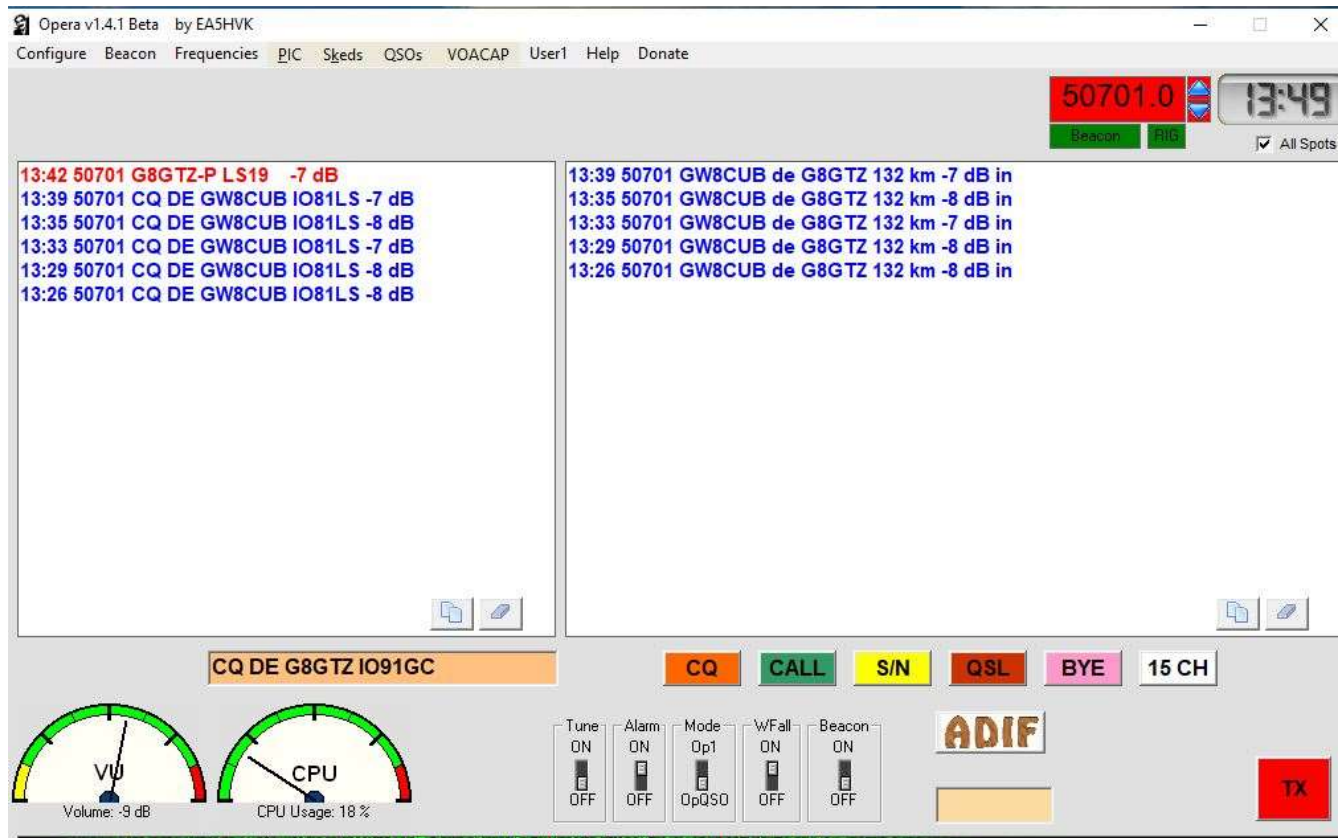 Opera v1.4.1 Beta by EA5HVK
Configure Beacon Frequencies PIC Skeds QSOs VOACAP User1 Help Donate
50701.0
13:49
Beacon RIG
All Spots
13:42 50701 G8GTZ-P LS19 -7 dB
13:39 50701 CQ DE GW8CUB IO81LS -7 dB
13:35 50701 CQ DE GW8CUB IO81LS -8 dB
13:33 50701 CQ DE GW8CUB IO81LS -7 dB
13:29 50701 CQ DE GW8CUB IO81LS -8 dB
13:26 50701 CQ DE GW8CUB IO81LS -8 dB
13:39 50701 GW8CUB de G8GTZ 132 km -7 dB in
13:35 50701 GW8CUB de G8GTZ 132 km -8 dB in
13:33 50701 GW8CUB de G8GTZ 132 km -7 dB in
13:29 50701 GW8CUB de G8GTZ 132 km -8 dB in
13:26 50701 GW8CUB de G8GTZ 132 km -8 dB in
CQ DE G8GTZ IO91GC
CQ CALL S/N QSL BYE 15 CH
VU
Volume: -9 dB
CPU
CPU Usage: 18 %
Tune Alarm Mode WFall Beacon
ON ON Op1 ON ON
OFF OFF OpQSO OFF OFF
ADIF
TX